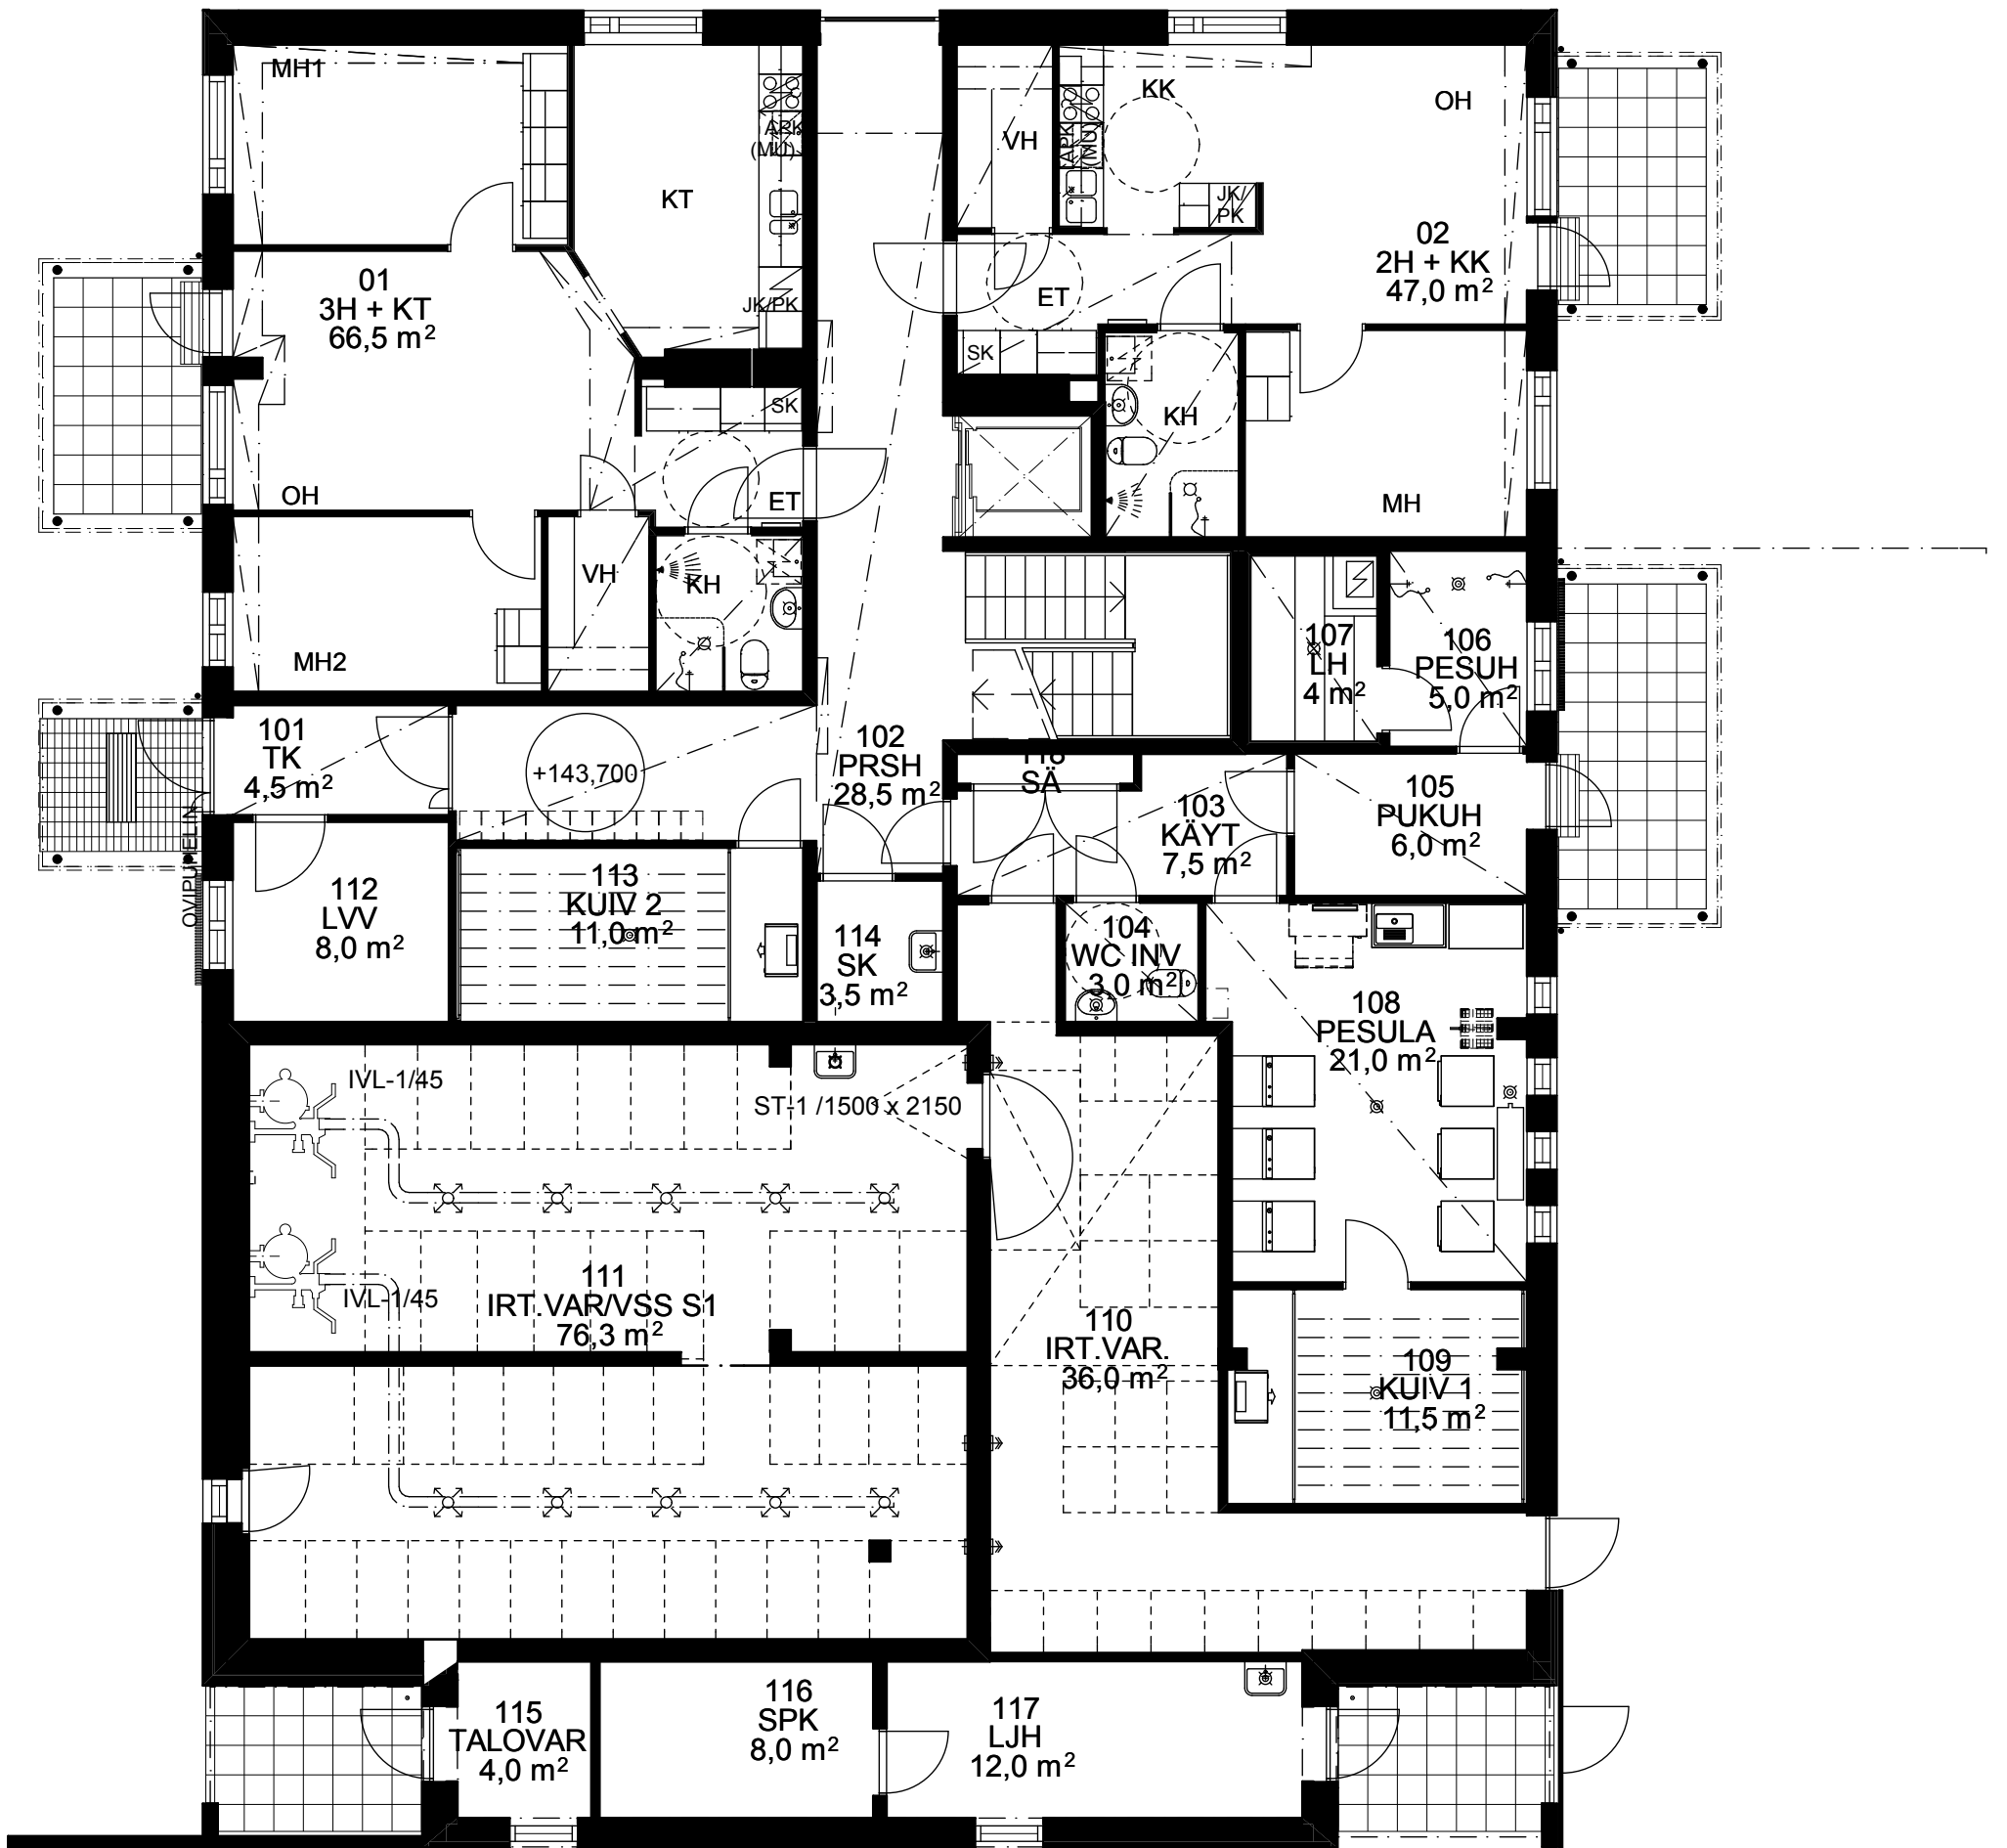 MH1
KT
APK
(MU)
JK/PK
01
3H + KT
66,5 m²
OH
SK
ET
VH
KH
MH2
VH
APK
(MU)
KK
OH
JK/
PK
02
2H + KK
47,0 m²
ET
SK
KH
MH
107
LH
4 m²
106
PESUH
5,0 m²
101
TK
4,5 m²
+143,700
102
PRSH
28,5 m²
SÄ
103
KÄYT
7,5 m²
105
PUKUH
6,0 m²
OVIPUHELIN
112
LVV
8,0 m²
113
KUIV 2
11,0 m²
114
SK
3,5 m²
104
WC INV
3,0 m²
108
PESULA
21,0 m²
IVL-1/45
ST-1 /1500 x 2150
IVL-1/45
111
IRT.VAR/VSS S1
76,3 m²
110
IRT.VAR.
36,0 m²
109
KUIV 1
11,5 m²
115
TALOVAR
4,0 m²
116
SPK
8,0 m²
117
LJH
12,0 m²